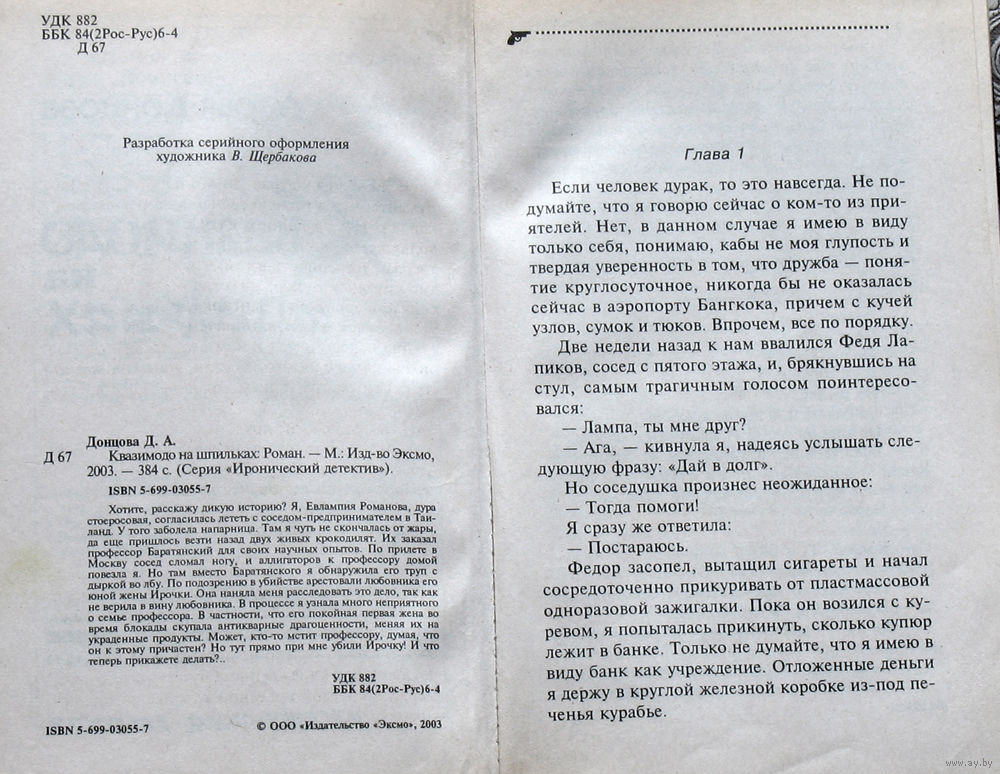 УДК 882
ББК 84(2Рос-Рус)6-4
Д 67
Разработка серийного оформления
художника В. Щербакова
Донцова Д. А.
Д 67 Квазимодо на шпильках: Роман. — М.: Изд-во Эксмо,
2003. — 384 с. (Серия «Иронический детектив»).
ISBN 5-699-03055-7
Хотите, расскажу дикую историю? Я, Евлампия Романова, дура
стоеросовая, согласилась лететь с соседом-предпринимателем в Таи-
ланд. У того заболела напарница. Там я чуть не скончалась от жары,
да еще пришлось везти назад двух живых крокодилят. Их заказал
профессор Баратянский для своих научных опытов. По прилете в
Москву сосед сломал ногу, и аллигаторов к профессору домой
повезла я. Но там вместо Баратянского я обнаружила его труп с
дыркой во лбу. По подозрению в убийстве арестовали любовника его
юной жены Ирочки. Она наняла меня расследовать это дело, так как
не верила в вину любовника. В процессе я узнала много неприятного
о семье профессора. В частности, что его покойная первая жена во
время блокады скупала антикварные драгоценности, меняя их на
украденные продукты. Может, кто-то мстит профессору, думая, что
он к этому причастен? Но тут прямо при мне убили Ирочку! И что
теперь прикажете делать?..
УДК 882
ББК 84(2Рос-Рус)6-4
ISBN 5-699-03055-7
© ООО «Издательство «Эксмо», 2003
Глава 1
Если человек дурак, то это навсегда. Не по-
думайте, что я говорю сейчас о ком-то из при-
ятелей. Нет, в данном случае я имею в виду
только себя, понимаю, кабы не моя глупость и
твердая уверенность в том, что дружба — поня-
тие круглосуточное, никогда бы не оказалась
сейчас в аэропорту Бангкока, причем с кучей
узлов, сумок и тюков. Впрочем, все по порядку.
Две недели назад к нам ввалился Федя Ла-
пиков, сосед с пятого этажа, и, брякнувшись на
стул, самым трагичным голосом поинтересо-
вался:
— Лампа, ты мне друг?
— Ага, — кивнула я, надеясь услышать сле-
дующую фразу: «Дай в долг».
Но соседушка произнес неожиданное:
— Тогда помоги!
Я сразу же ответила:
— Постараюсь.
Федор засопел, вытащил сигареты и начал
сосредоточенно прикуривать от пластмассовой
одноразовой зажигалки. Пока он возился с ку-
ревом, я попыталась прикинуть, сколько купюр
лежит в банке. Только не думайте, что я имею в
виду банк как учреждение. Отложенные деньги
я держу в круглой железной коробке из-под пе-
ченья курабье.
www.ay.by